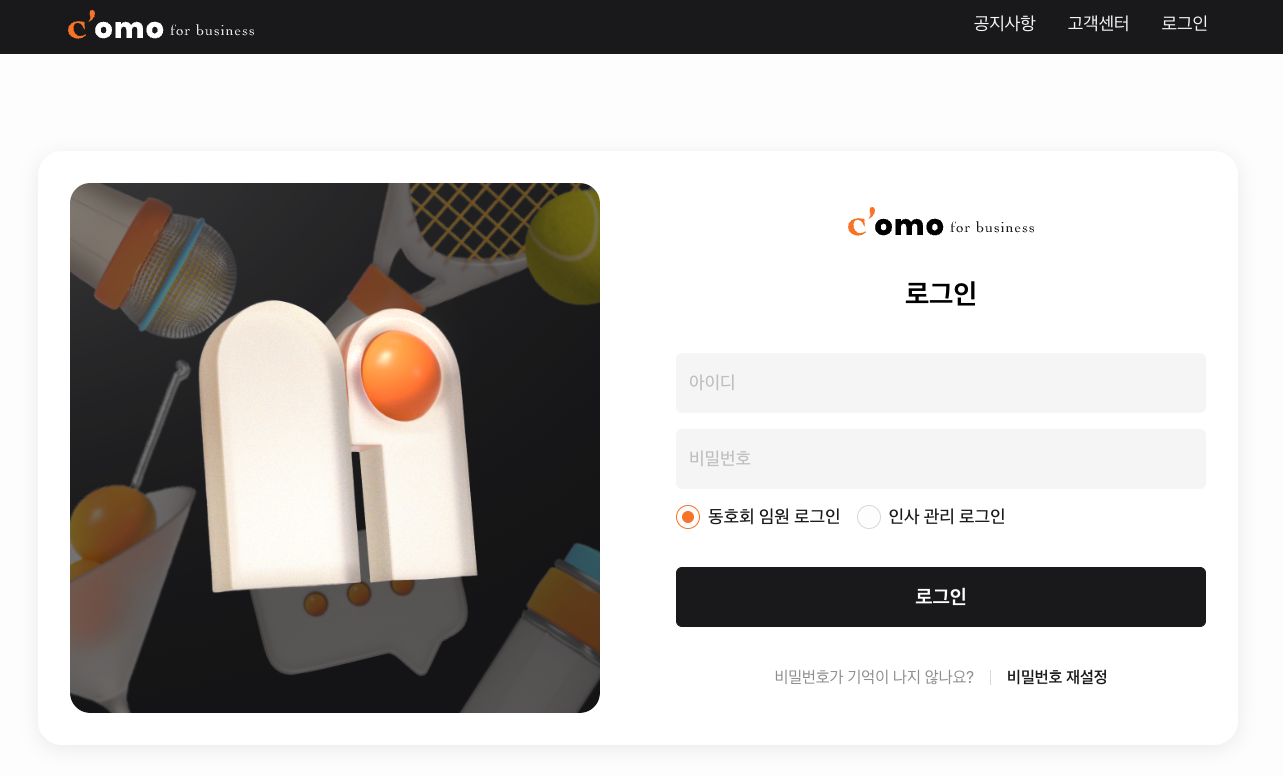 c'omo for business
공지사항 고객센터 로그인
c'omo for business
로그인
아이디
비밀번호
동호회 임원 로그인 인사 관리 로그인
로그인
비밀번호가 기억이 나지 않나요? 비밀번호 재설정